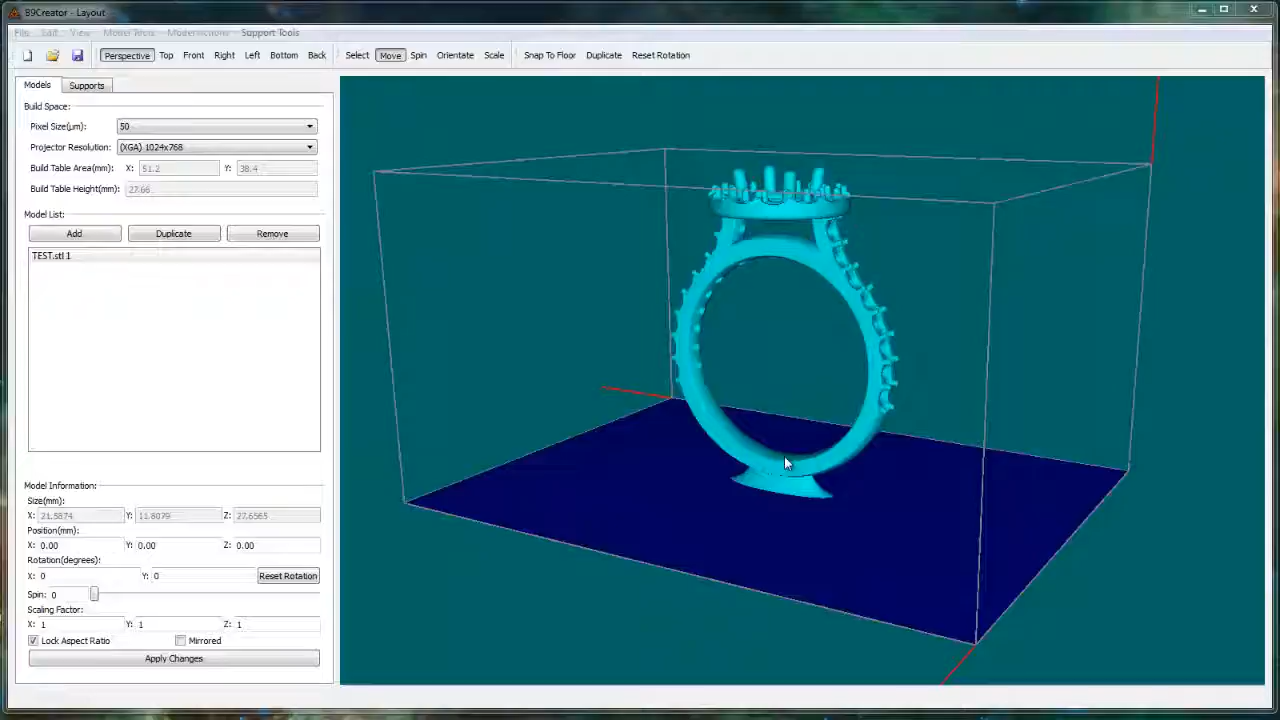 B9Creator - Layout
File Edit View Model Tools Model Actions Support Tools
Perspective Top Front Right Left Bottom Back Select Move Spin Orientate Scale Snap To Floor Duplicate Reset Rotation
Models Supports
Build Space:
Pixel Size(µm): 50
Projector Resolution: (XGA) 1024x768
Build Table Area(mm): X: 51.2 Y: 38.4
Build Table Height(mm): 27.66
Model List:
Add Duplicate Remove
TEST.stl 1
Model Information:
Size(mm):
X: 21.5874 Y: 11.8079 Z: 27.6565
Position(mm):
X: 0.00 Y: 0.00 Z: 0.00
Rotation(degrees):
X: 0 Y: 0 Reset Rotation
Spin: 0
Scaling Factor:
X: 1 Y: 1 Z: 1
Lock Aspect Ratio Mirrored
Apply Changes